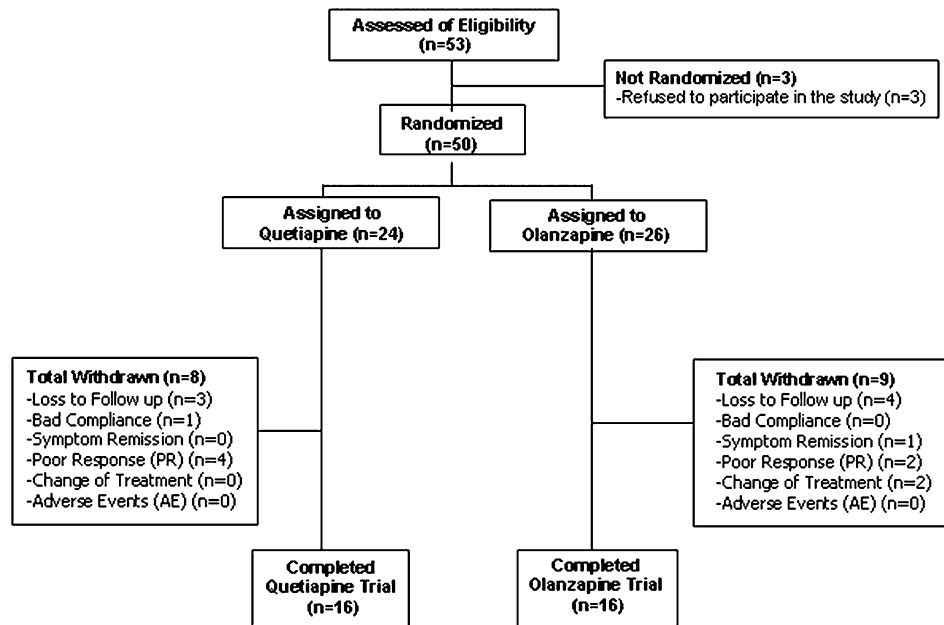 Assessed of Eligibility
(n=53)
Not Randomized (n=3)
-Refused to participate in the study (n=3)
Randomized
(n=50)
Assigned to
Quetiapine (n=24)
Assigned to
Olanzapine (n=26)
Total Withdrawn (n=8)
-Loss to Follow up (n=3)
-Bad Compliance (n=1)
-Symptom Remission (n=0)
-Poor Response (PR) (n=4)
-Change of Treatment (n=0)
-Adverse Events (AE) (n=0)
Total Withdrawn (n=9)
-Loss to Follow up (n=4)
-Bad Compliance (n=0)
-Symptom Remission (n=1)
-Poor Response (PR) (n=2)
-Change of Treatment (n=2)
-Adverse Events (AE) (n=0)
Completed
Quetiapine Trial
(n=16)
Completed
Olanzapine Trial
(n=16)